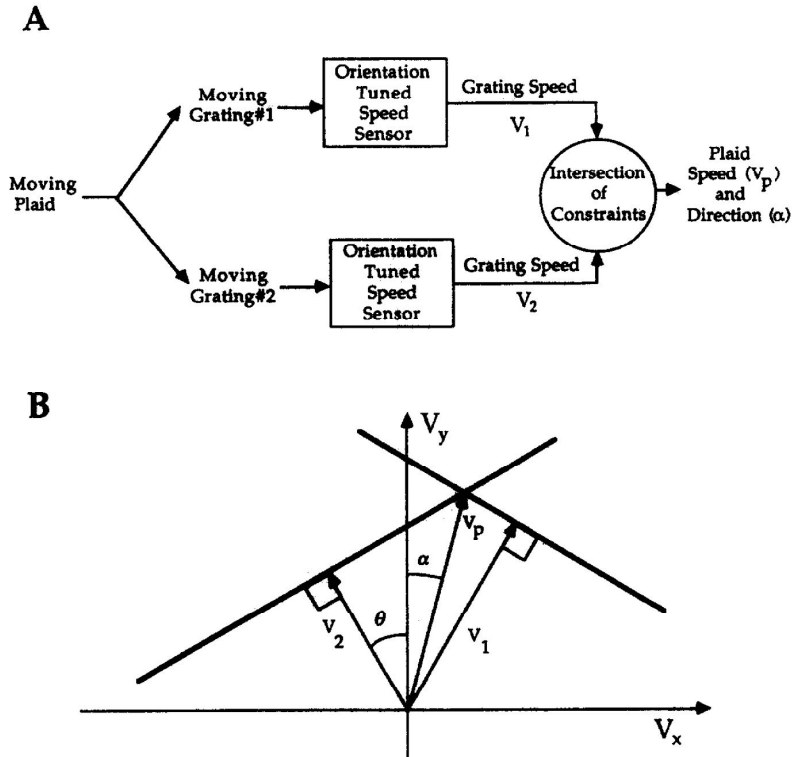 A
Moving
Plaid
Moving
Grating#1
Orientation
Tuned
Speed
Sensor
Grating Speed
V1
Intersection
of
Constraints
Plaid
Speed (Vp)
and
Direction (α)
Moving
Grating#2
Orientation
Tuned
Speed
Sensor
Grating Speed
V2
B
Vy
vp
α
θ
v2
v1
Vx